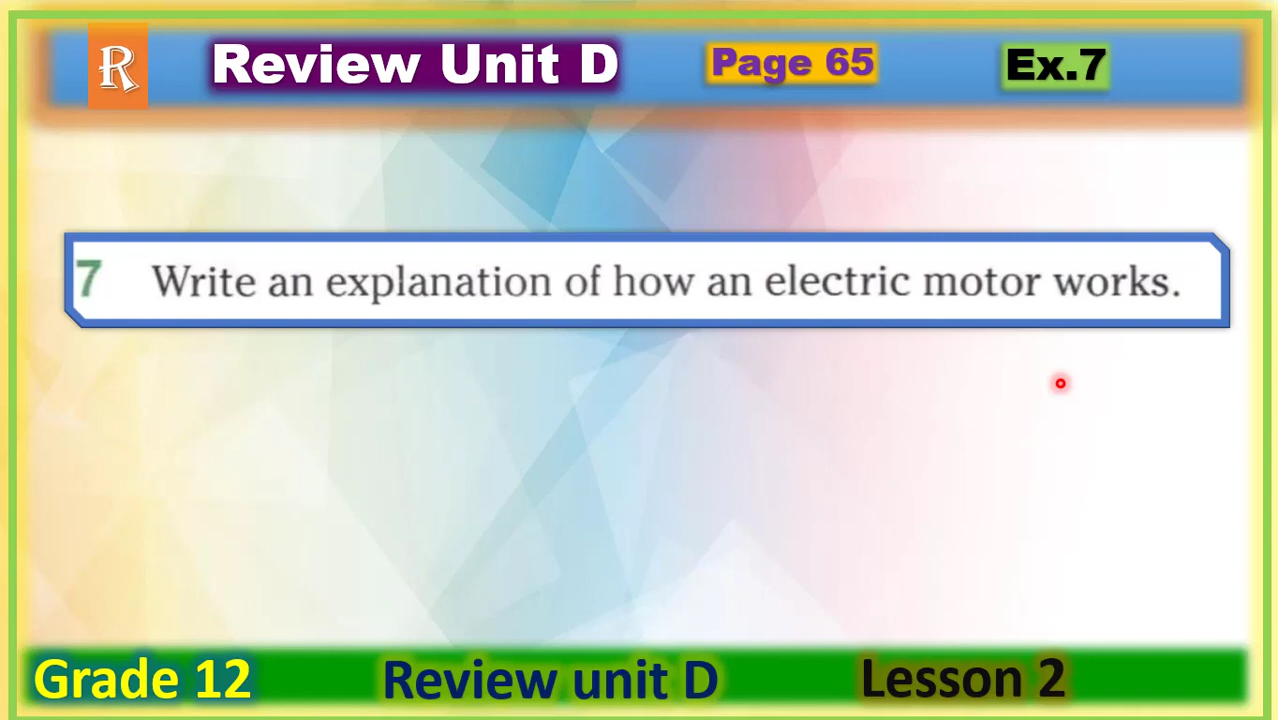 R Review Unit D Page 65 Ex.7
7 Write an explanation of how an electric motor works.
Grade 12 Review unit D Lesson 2